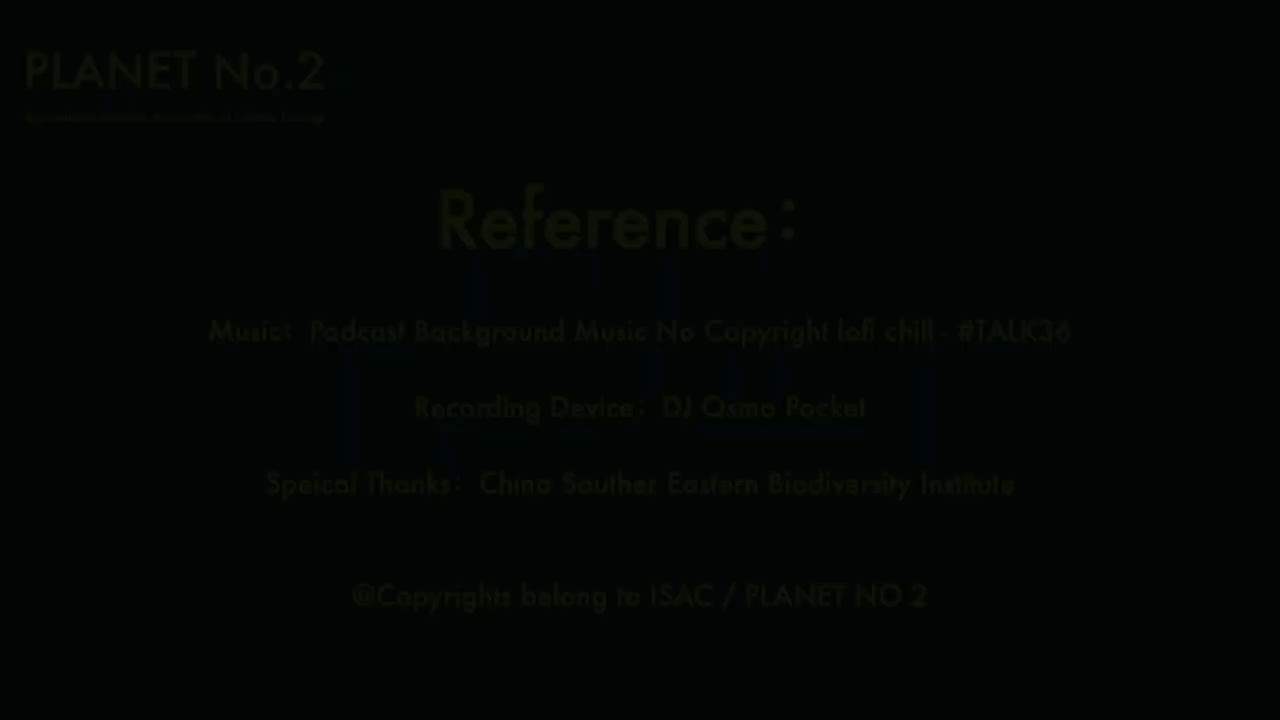 PLANET No.2
Reference:
Music: Podcast Background Music No Copyright lofi chill - #TALK36
Recording Device: DJ Osmo Pocket
Speical Thanks: China Souther Eastern Biodiversity Institute
@Copyrights belong to ISAC / PLANET NO.2